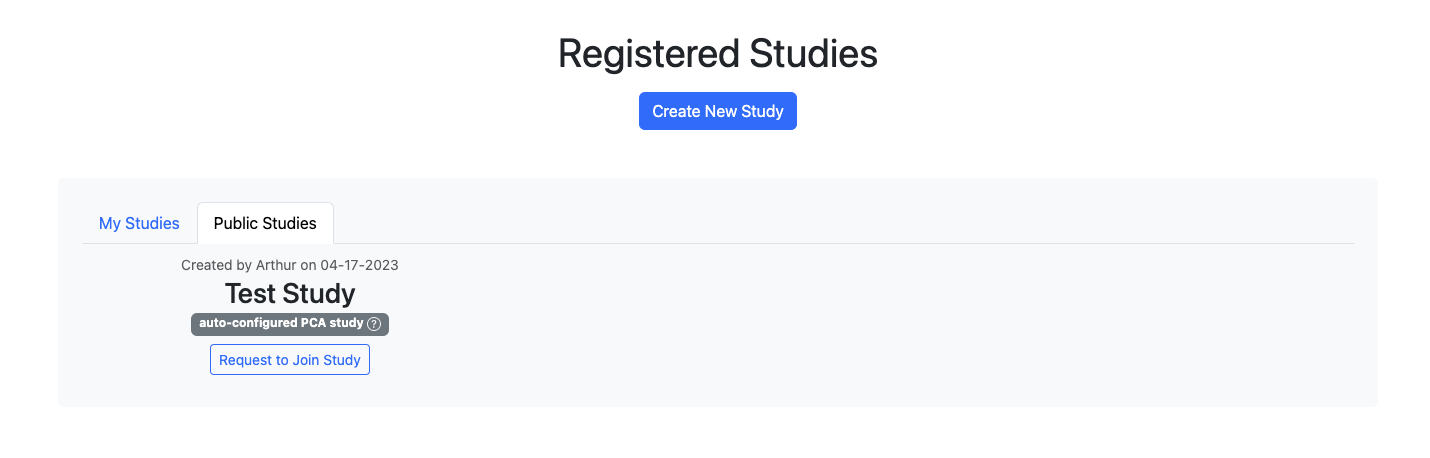 Registered Studies
Create New Study
My Studies
Public Studies
Created by Arthur on 04-17-2023
Test Study
auto-configured PCA study ?
Request to Join Study